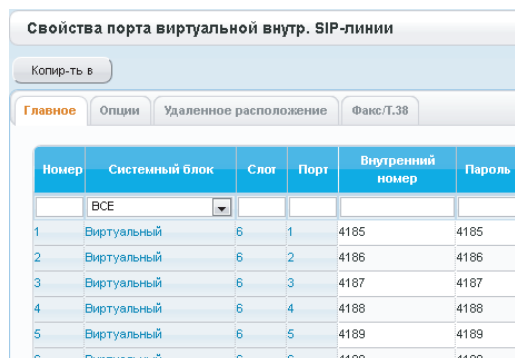 Свойства порта виртуальной внутр. SIP-линии
Копир-ть в
Главное Опции Удаленное расположение Факс/Т.38
Номер Системный блок Слот Порт Внутренний номер Пароль
ВСЕ
1 Виртуальный 6 1 4185 4185
2 Виртуальный 6 2 4186 4186
3 Виртуальный 6 3 4187 4187
4 Виртуальный 6 4 4188 4188
5 Виртуальный 6 5 4189 4189